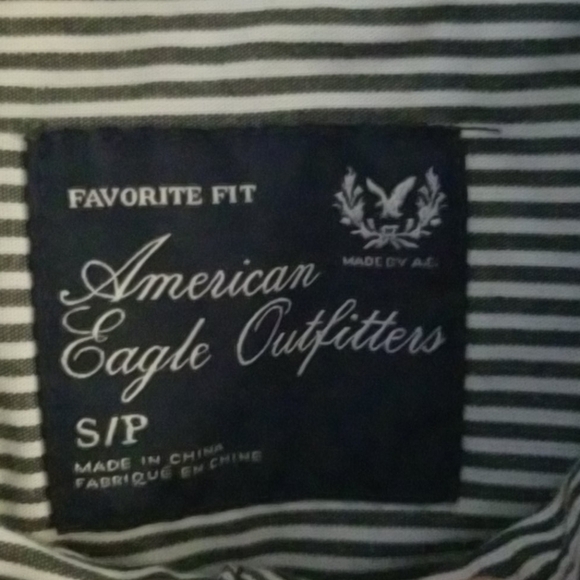 FAVORITE FIT
MADE BY A.E.
American
Eagle Outfitters
S/P
MADE IN CHINA
FABRIQUÉ EN CHINE